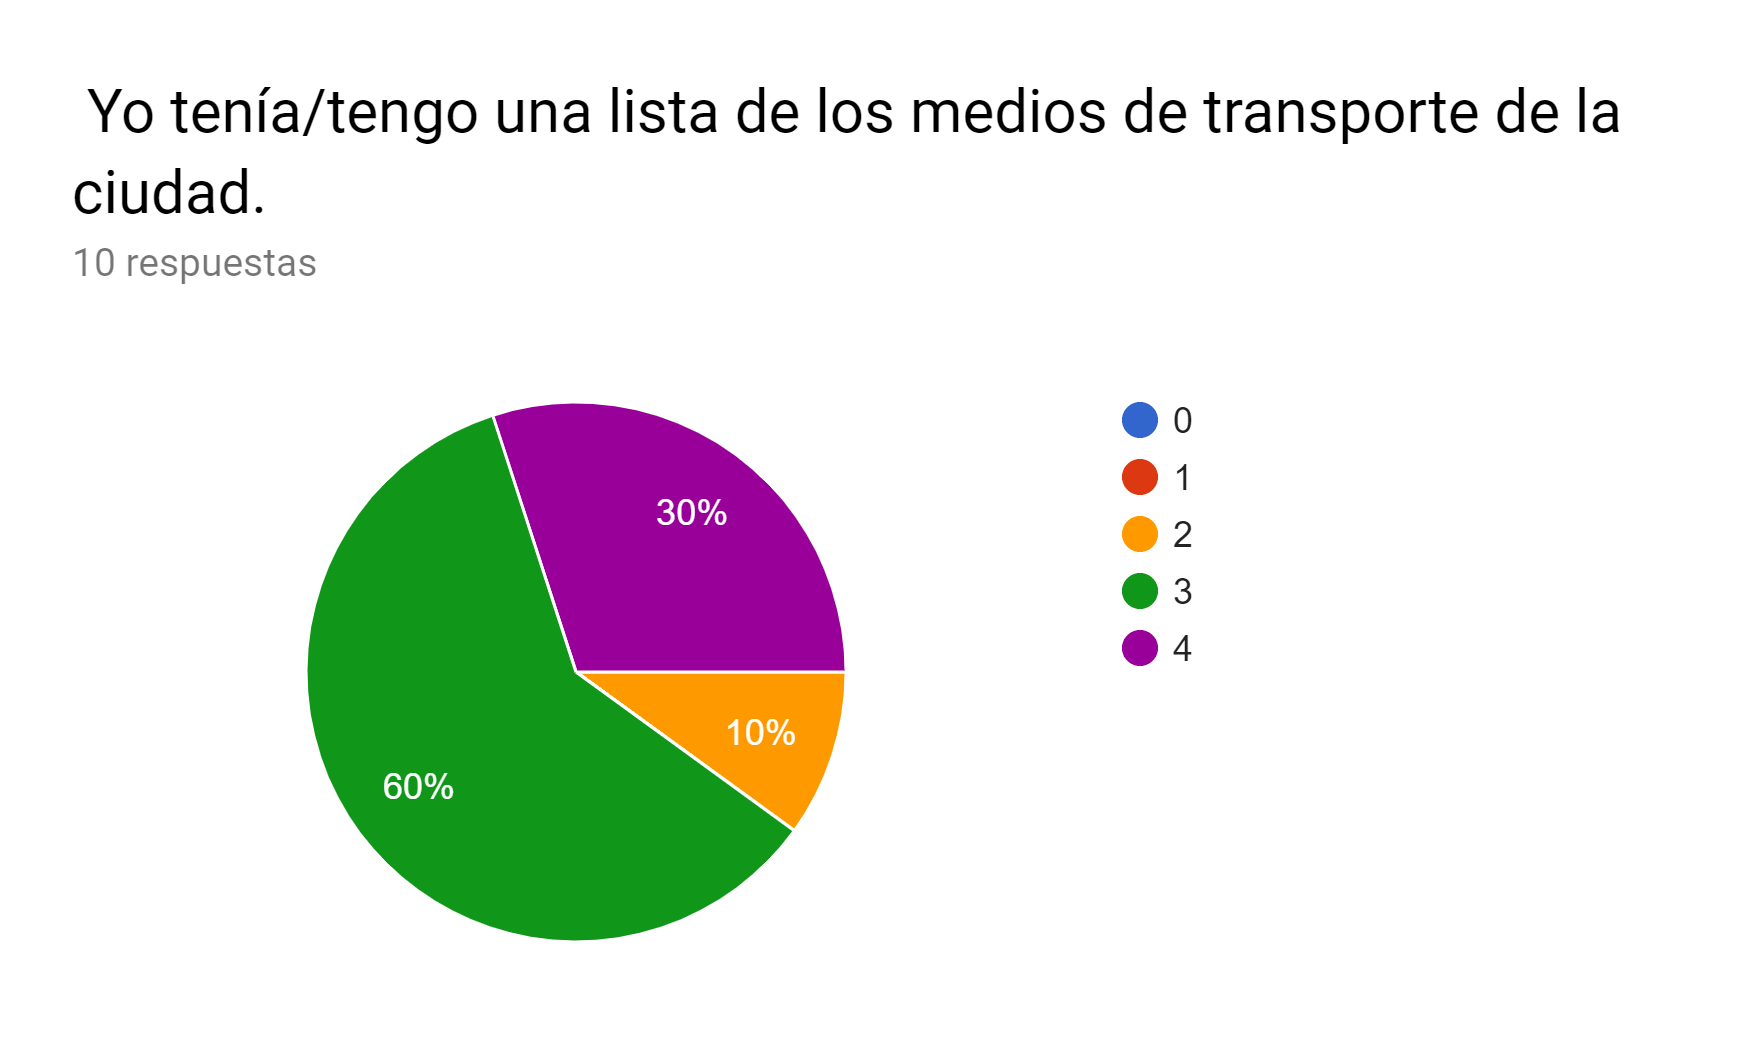 Yo tenía/tengo una lista de los medios de transporte de la
ciudad.
10 respuestas
0
1
2
3
4
30%
10%
60%